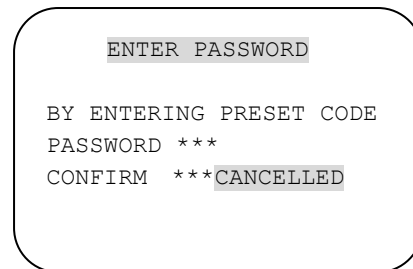 ENTER PASSWORD
BY ENTERING PRESET CODE
PASSWORD ***
CONFIRM ***CANCELLED